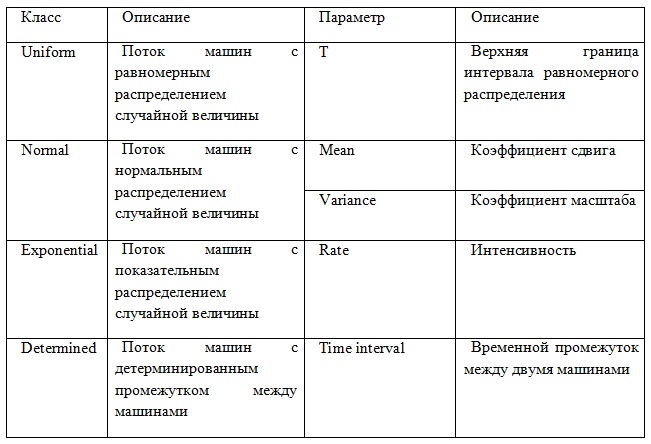 Класс Описание Параметр Описание
Uniform Поток машин с равномерным распределением случайной величины T Верхняя граница интервала равномерного распределения
Normal Поток машин с нормальным распределением случайной величины Mean Коэффициент сдвига
Variance Коэффициент масштаба
Exponential Поток машин с показательным распределением случайной величины Rate Интенсивность
Determined Поток машин с детерминированным промежутком между машинами Time interval Временной промежуток между двумя машинами